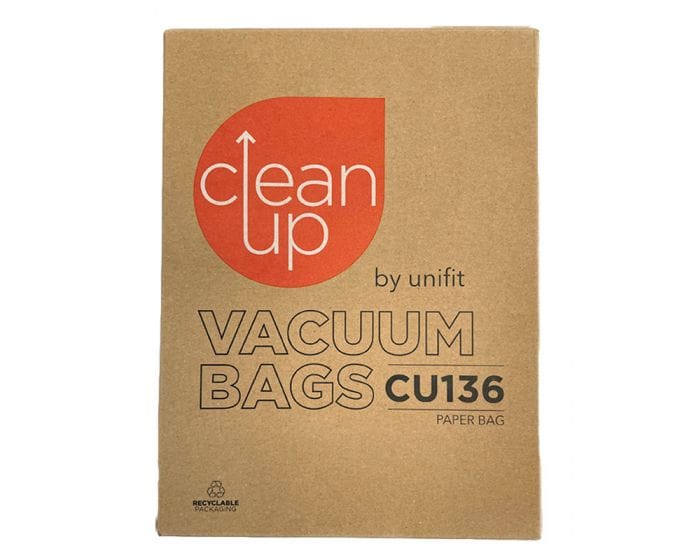 clean
up
by unifit
VACUUM
BAGS CU136
PAPER BAG
RECYCLABLE
PACKAGING